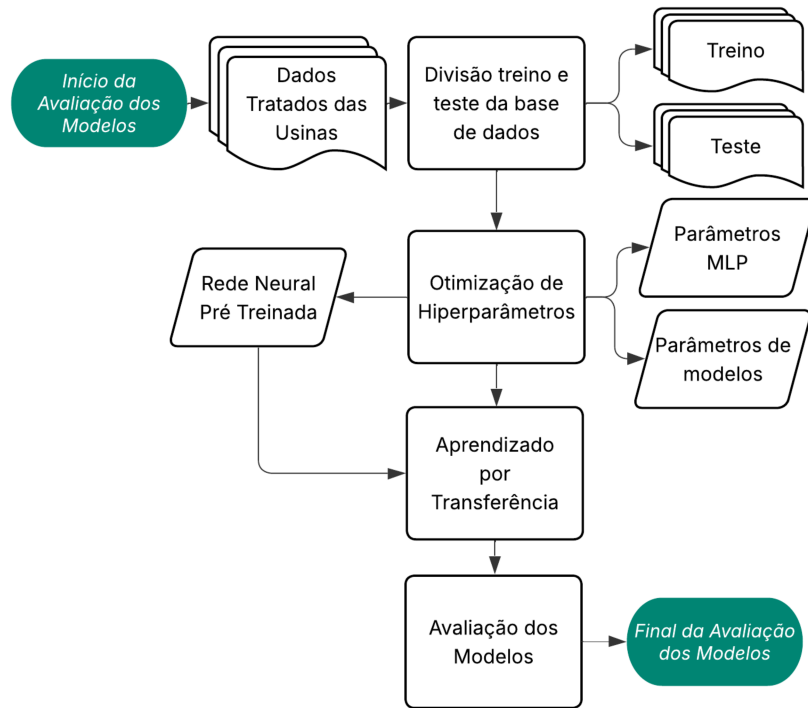 Início da
Avaliação dos
Modelos
Dados
Tratados das
Usinas
Divisão treino e
teste da base
de dados
Treino
Teste
Rede Neural
Pré Treinada
Otimização de
Hiperparâmetros
Parâmetros
MLP
Parâmetros de
modelos
Aprendizado
por
Transferência
Avaliação dos
Modelos
Final da Avaliação
dos Modelos